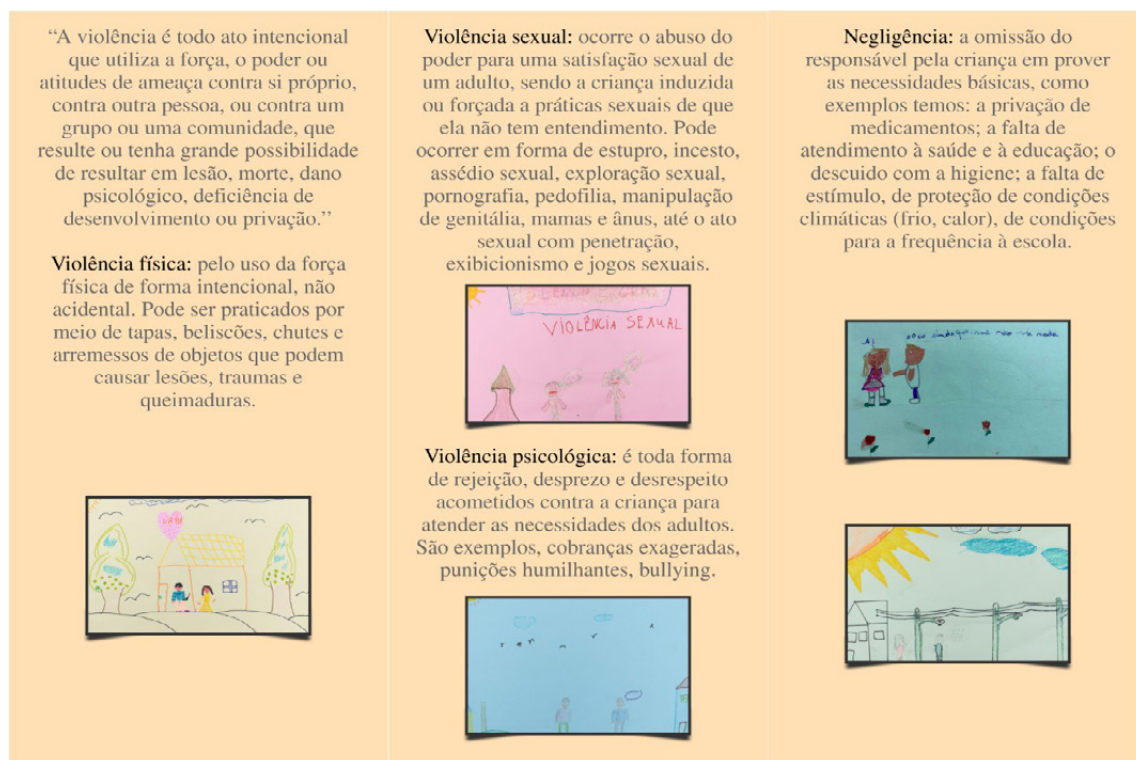 “A violência é todo ato intencional
que utiliza a força, o poder ou
atitudes de ameaça contra si próprio,
contra outra pessoa, ou contra um
grupo ou uma comunidade, que
resulte ou tenha grande possibilidade
de resultar em lesão, morte, dano
psicológico, deficiência de
desenvolvimento ou privação.”
Violência física: pelo uso da força
física de forma intencional, não
acidental. Pode ser praticados por
meio de tapas, beliscões, chutes e
arremessos de objetos que podem
causar lesões, traumas e
queimaduras.
Violência sexual: ocorre o abuso do
poder para uma satisfação sexual de
um adulto, sendo a criança induzida
ou forçada a práticas sexuais de que
ela não tem entendimento. Pode
ocorrer em forma de estupro, incesto,
assédio sexual, exploração sexual,
pornografia, pedofilia, manipulação
de genitália, mamas e ânus, até o ato
sexual com penetração,
exibicionismo e jogos sexuais.
VIOLÊNCIA SEXUAL
Violência psicológica: é toda forma
de rejeição, desprezo e desrespeito
acometidos contra a criança para
atender as necessidades dos adultos.
São exemplos, cobranças exageradas,
punições humilhantes, bullying.
Negligência: a omissão do
responsável pela criança em prover
as necessidades básicas, como
exemplos temos: a privação de
medicamentos; a falta de
atendimento à saúde e à educação; o
descuido com a higiene; a falta de
estímulo, de proteção de condições
climáticas (frio, calor), de condições
para a frequência à escola.